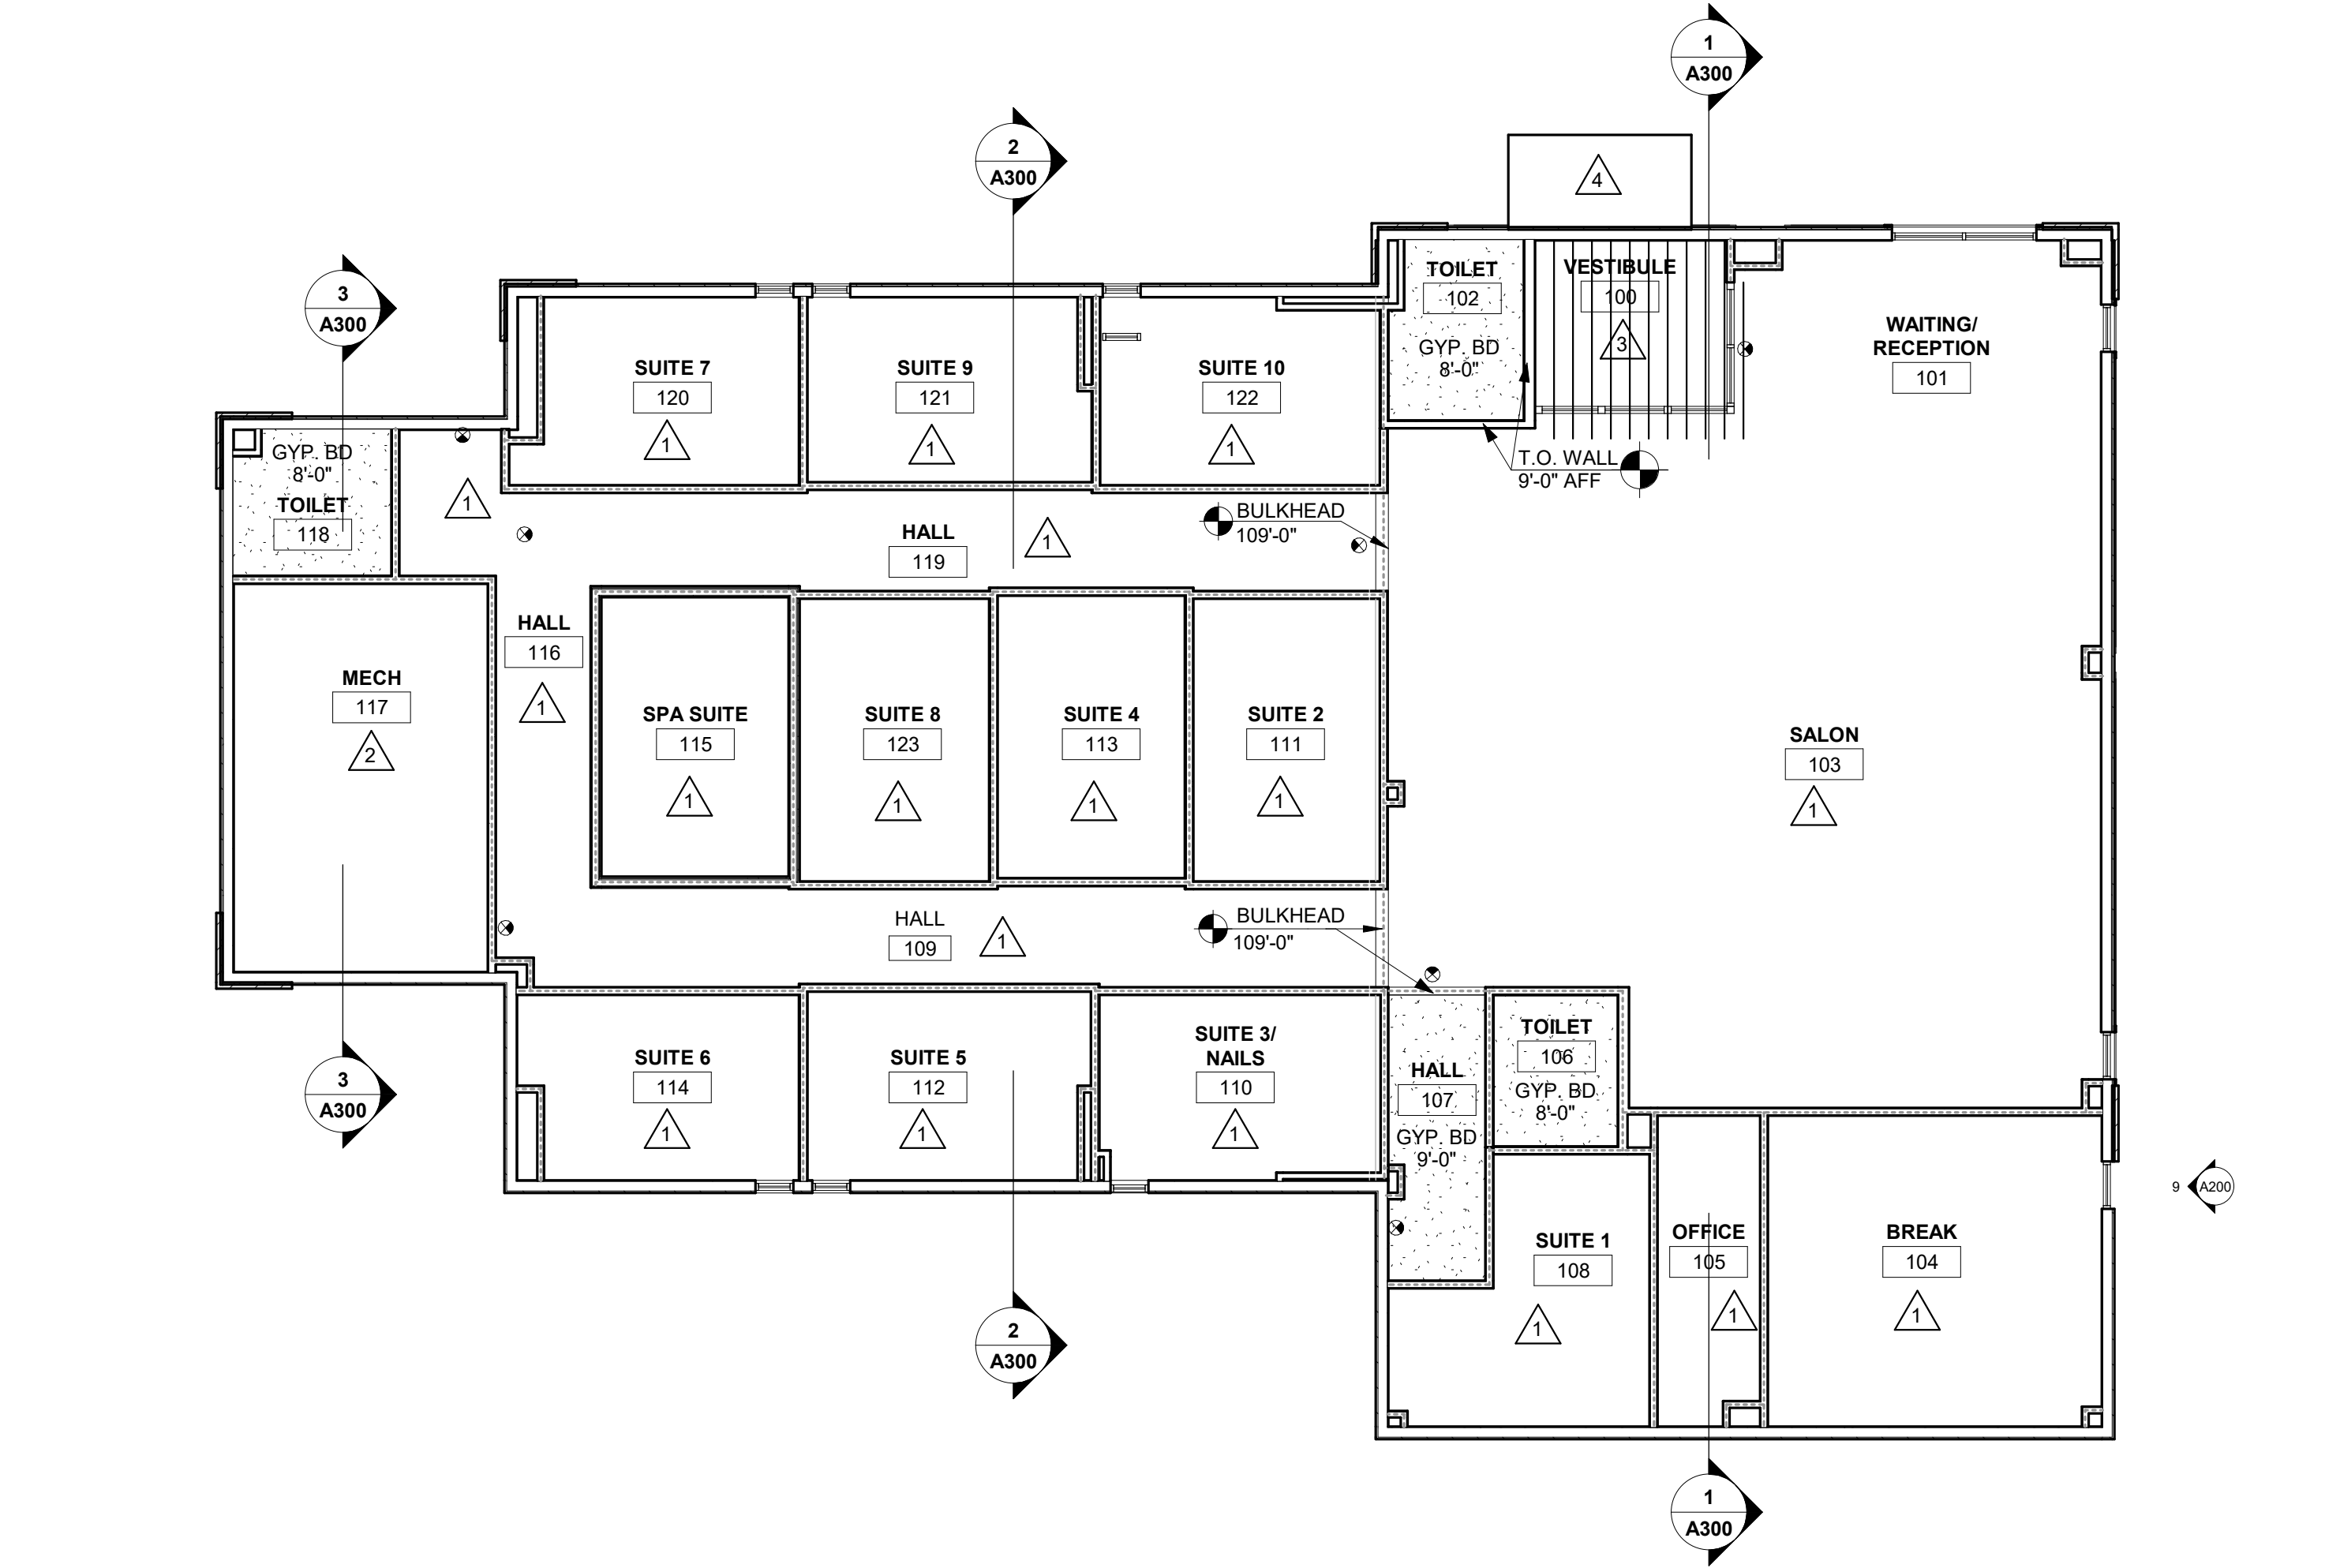 1
A300
2
A300
4
3
A300
TOILET
102
GYP. BD
8'-0"
VESTIBULE
100
3
WAITING/
RECEPTION
101
SUITE 7
120
1
SUITE 9
121
1
SUITE 10
122
1
GYP. BD
8'-0"
TOILET
118
1
T.O. WALL
9'-0" AFF
BULKHEAD
109'-0"
HALL
119
1
HALL
116
1
MECH
117
2
SPA SUITE
115
1
SUITE 8
123
1
SUITE 4
113
1
SUITE 2
111
1
SALON
103
1
HALL
109
1
BULKHEAD
109'-0"
SUITE 6
114
1
SUITE 5
112
1
SUITE 3/
NAILS
110
1
HALL
107
GYP. BD
9'-0"
TOILET
106
GYP. BD
8'-0"
3
A300
SUITE 1
108
1
OFFICE
105
1
BREAK
104
1
9
A200
2
A300
1
A300